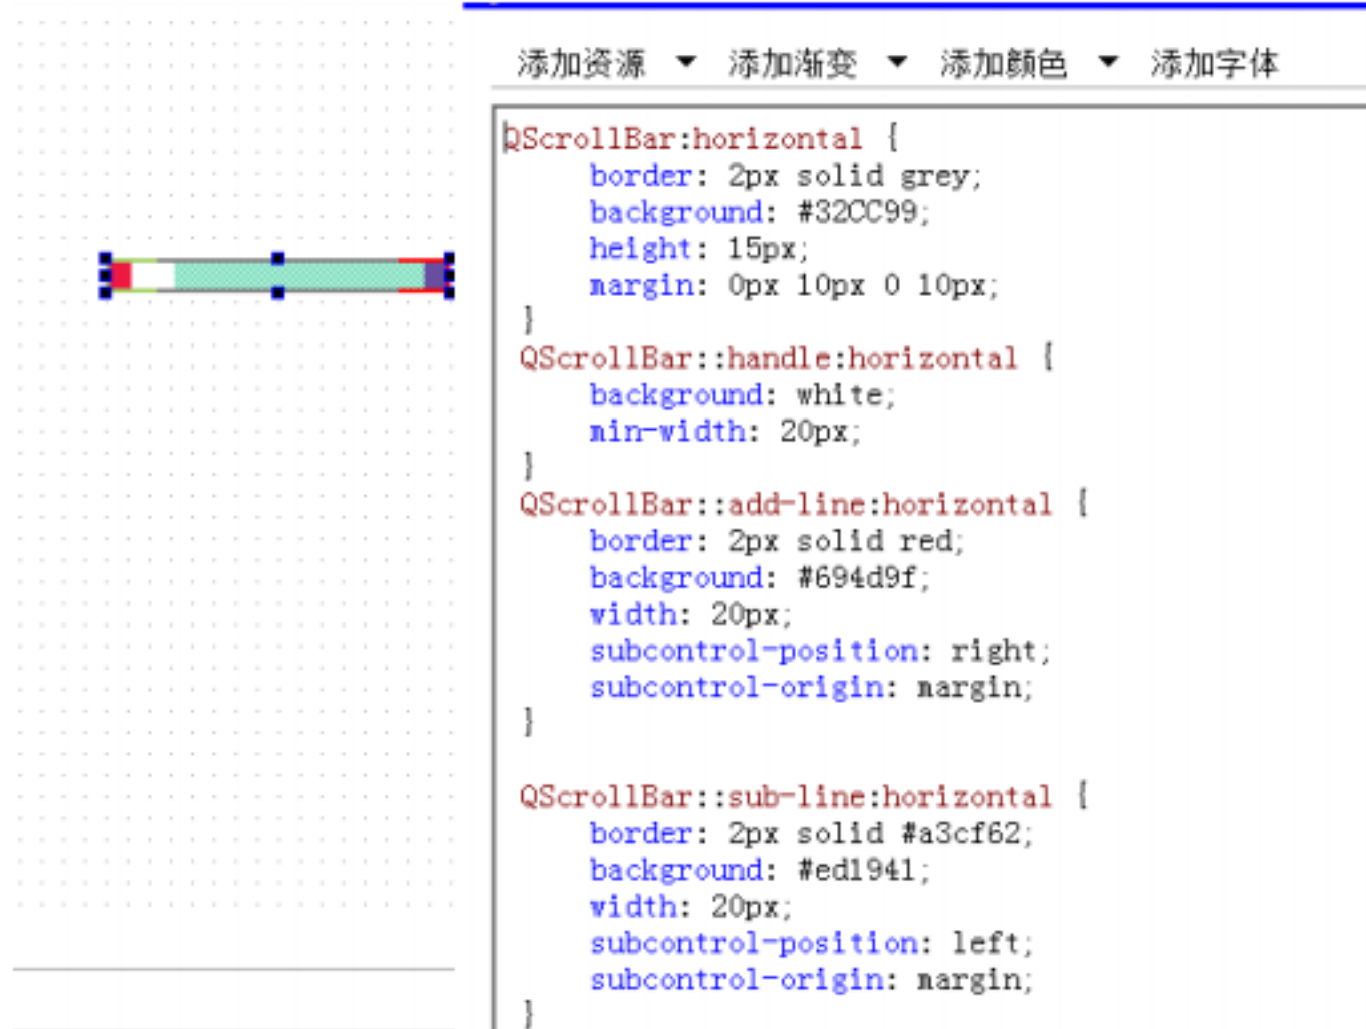 添加资源 添加渐变 添加颜色 添加字体
QScrollBar:horizontal {
border: 2px solid grey;
background: #32CC99;
height: 15px;
margin: 0px 10px 0 10px;
}
QScrollBar::handle:horizontal {
background: white;
min-width: 20px;
}
QScrollBar::add-line:horizontal {
border: 2px solid red;
background: #694d9f;
width: 20px;
subcontrol-position: right;
subcontrol-origin: margin;
}
QScrollBar::sub-line:horizontal {
border: 2px solid #a3cf62;
background: #ed1941;
width: 20px;
subcontrol-position: left;
subcontrol-origin: margin;
}